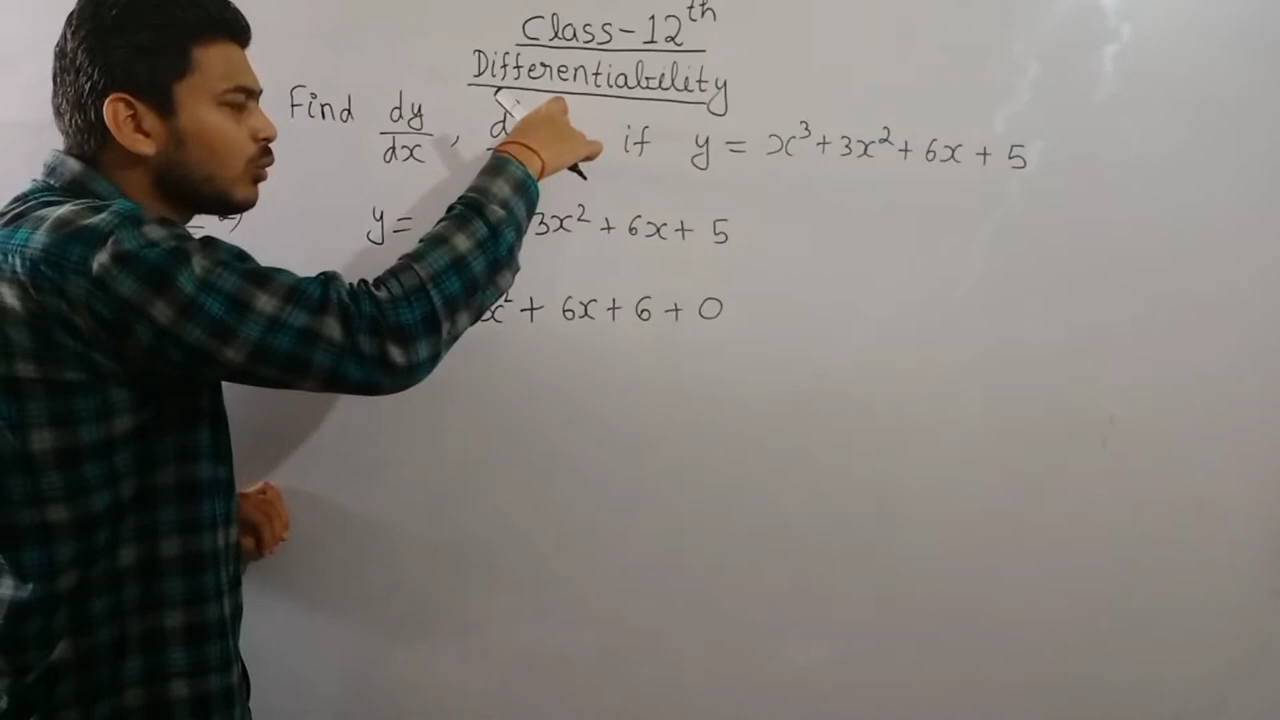 Class-12th
Differentiability
Find dy/dx, d if y = x³+3x²+6x+5
y= 3x²+6x+5
x²+ 6x+6+0